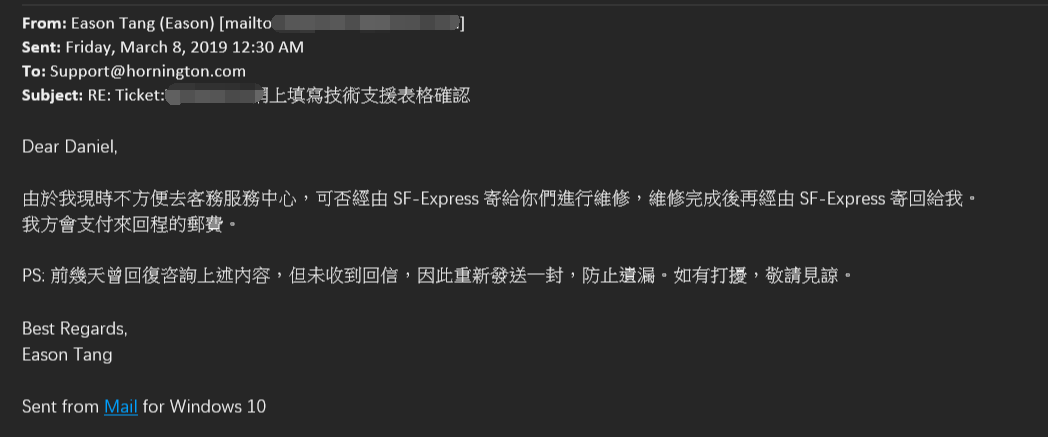 From: Eason Tang (Eason) [mailto
Sent: Friday, March 8, 2019 12:30 AM
To: Support@hornington.com
Subject: RE: Ticket: 上填寫技術支援表格確認
Dear Daniel,
由於我現時不方便去客務服務中心，可否經由 SF-Express 寄給你們進行維修，維修完成後再經由 SF-Express 寄回給我。
我方會支付來回程的郵費。
PS: 前幾天曾回復咨詢上述內容，但未收到回信，因此重新發送一封，防止遺漏。如有打擾，敬請見諒。
Best Regards,
Eason Tang
Sent from Mail for Windows 10